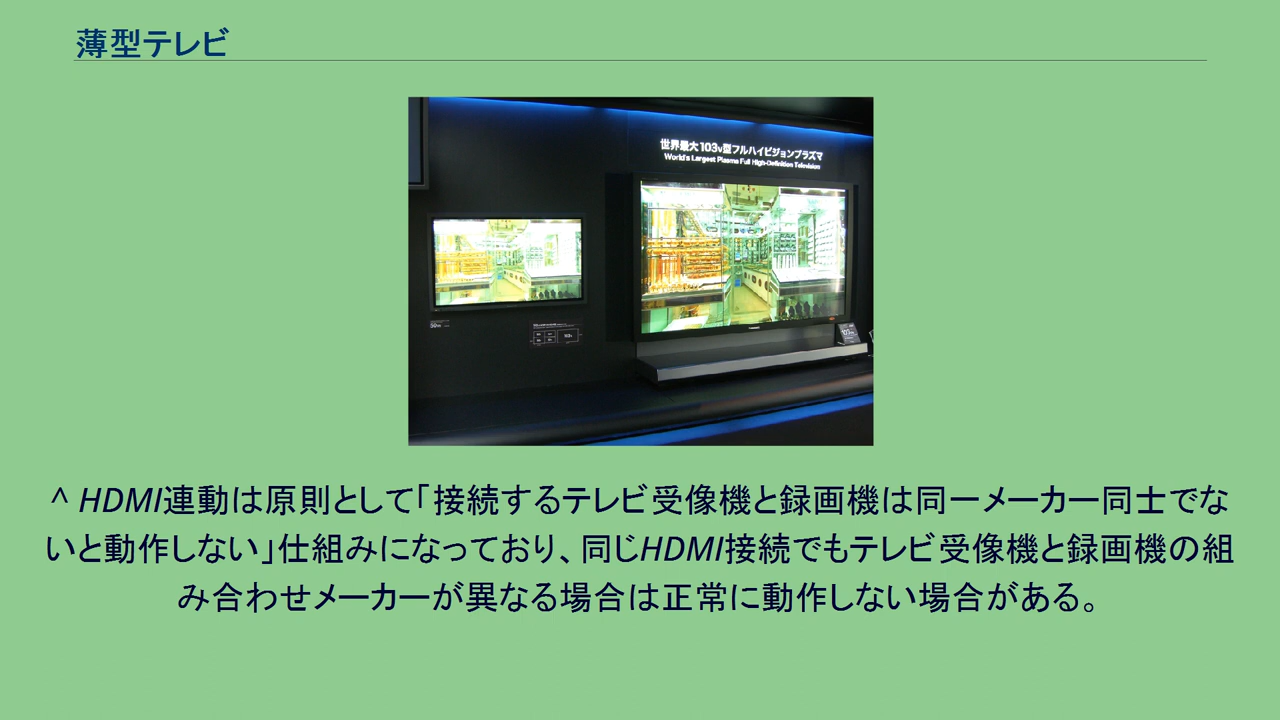 薄型テレビ
世界最大103v型フルハイビジョンプラズマ
World's Largest Plasma Full High-Definition Television
^ HDMI連動は原則として「接続するテレビ受像機と録画機は同一メーカー同士でな
いと動作しない」仕組みになっており、同じHDMI接続でもテレビ受像機と録画機の組
み合わせメーカーが異なる場合は正常に動作しない場合がある。